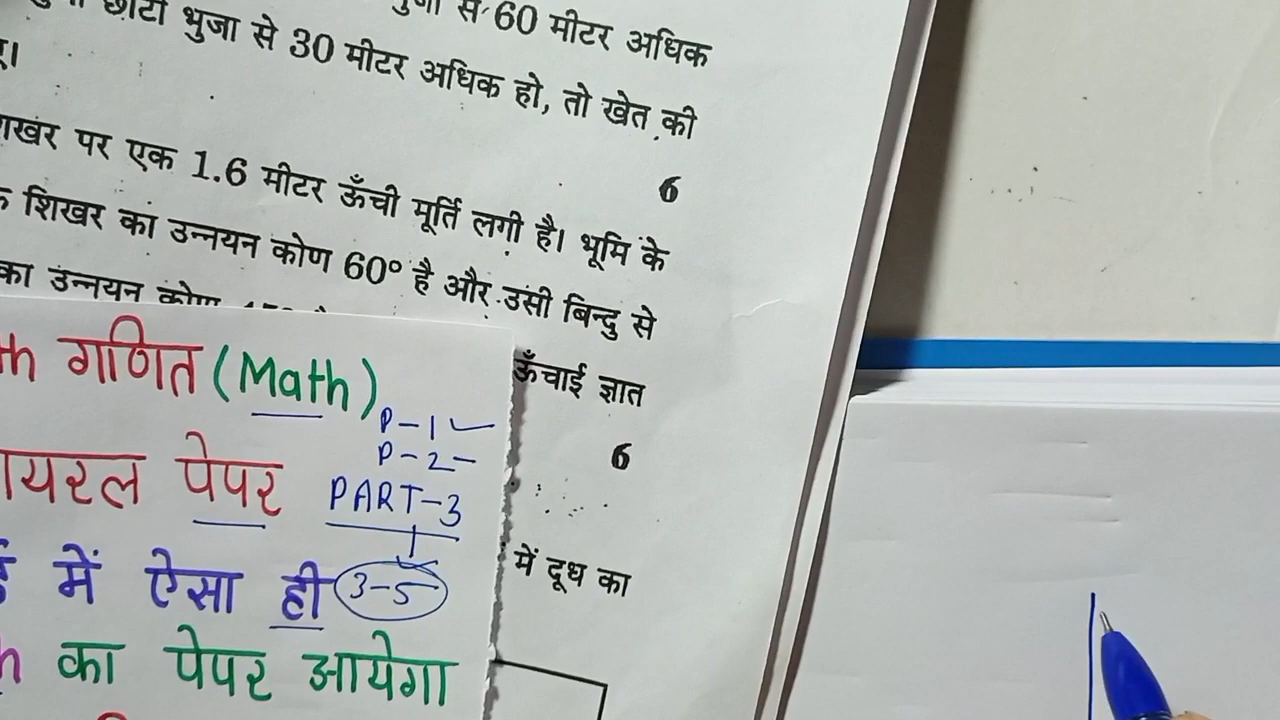 से 60 मीटर अधिक
छोटी भुजा से 30 मीटर अधिक हो, तो खेत की
6
पर एक 1.6 मीटर ऊँची मूर्ति लगी है। भूमि के
शिखर का उन्नयन कोण 60° है और उसी बिन्दु से
का उन्नयन कोण
ऊँचाई ज्ञात
6
में दूध का
गणित (Math)
P-1
P-2-
पेपर PART-3
में ऐसा ही 3-5
का पेपर आयेगा